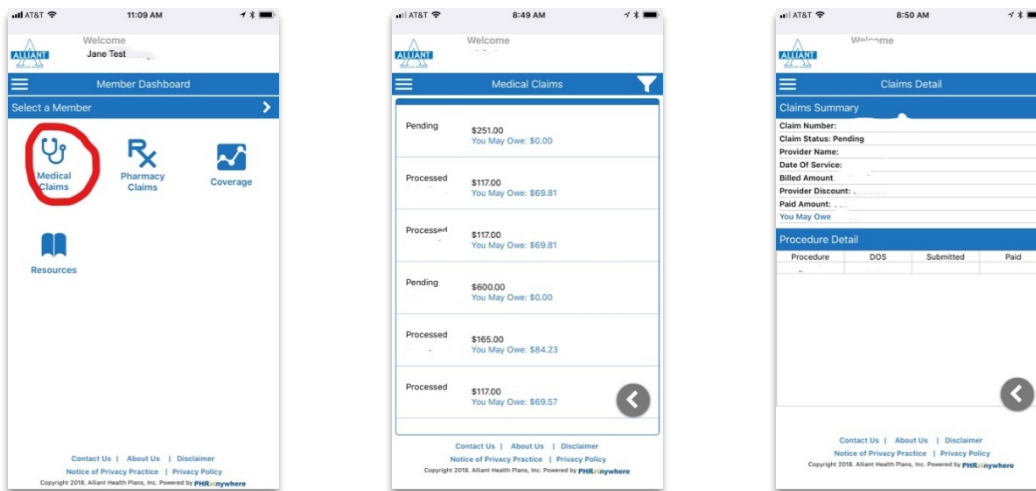 AT&T 11:09 AM
Welcome
ALLIANT
Jane Test
Member Dashboard
Select a Member
Medical Claims
Pharmacy Claims
Coverage
Resources
Contact Us | About Us | Disclaimer
Notice of Privacy Practice | Privacy Policy
Copyright 2018. Alliant Health Plans, Inc. Powered by PHRAnywhere
AT&T 8:49 AM
Welcome
ALLIANT
Medical Claims
Pending
$251.00
You May Owe: $0.00
Processed
$117.00
You May Owe: $69.81
Processed
$117.00
You May Owe: $69.81
Pending
$600.00
You May Owe: $0.00
Processed
$165.00
You May Owe: $84.23
Processed
$117.00
You May Owe: $69.57
Contact Us | About Us | Disclaimer
Notice of Privacy Practice | Privacy Policy
Copyright 2018. Alliant Health Plans, Inc. Powered by PHRAnywhere
AT&T 8:50 AM
Welcome
ALLIANT
Claims Detail
Claims Summary
Claim Number:
Claim Status: Pending
Provider Name:
Date Of Service:
Billed Amount
Provider Discount:
Paid Amount:
You May Owe
Procedure Detail
Procedure DOS Submitted Paid
Contact Us | About Us | Disclaimer
Notice of Privacy Practice | Privacy Policy
Copyright 2018. Alliant Health Plans, Inc. Powered by PHRAnywhere